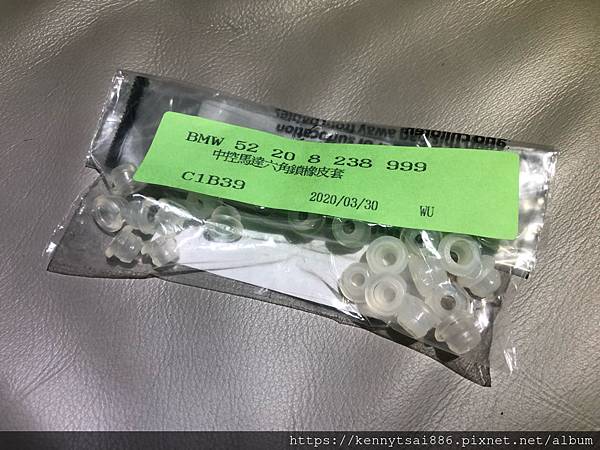 BMW 52 20 8 238 999
中控馬達六角鎖橡皮套
C1B39 2020/03/30 WU
https://kennytsai886.pixnet.net/album